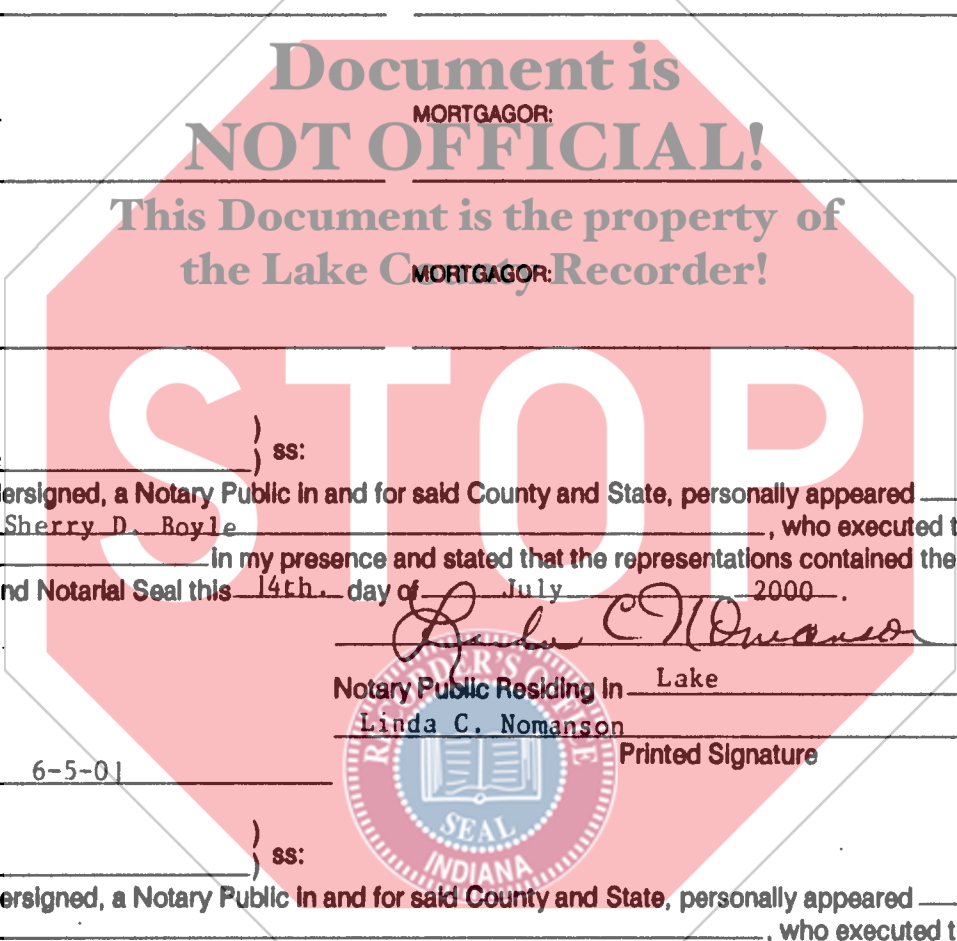 Document is
MORTGAGOR:
NOT OFFICIAL!
This Document is the property of
the Lake County Recorder!
MORTGAGOR:
STOP
) ss:
)
ersigned, a Notary Public in and for said County and State, personally appeared
Sherry D. Boyle , who executed t
in my presence and stated that the representations contained the
nd Notarial Seal this 14th. day of July 2000 .
Linda C Nomanson
Notary Public Residing in Lake
Linda C. Nomanson
Printed Signature
6-5-01
RECORDER'S OFFICE
SEAL
INDIANA
) ss:
)
ersigned, a Notary Public in and for said County and State, personally appeared
, who executed t